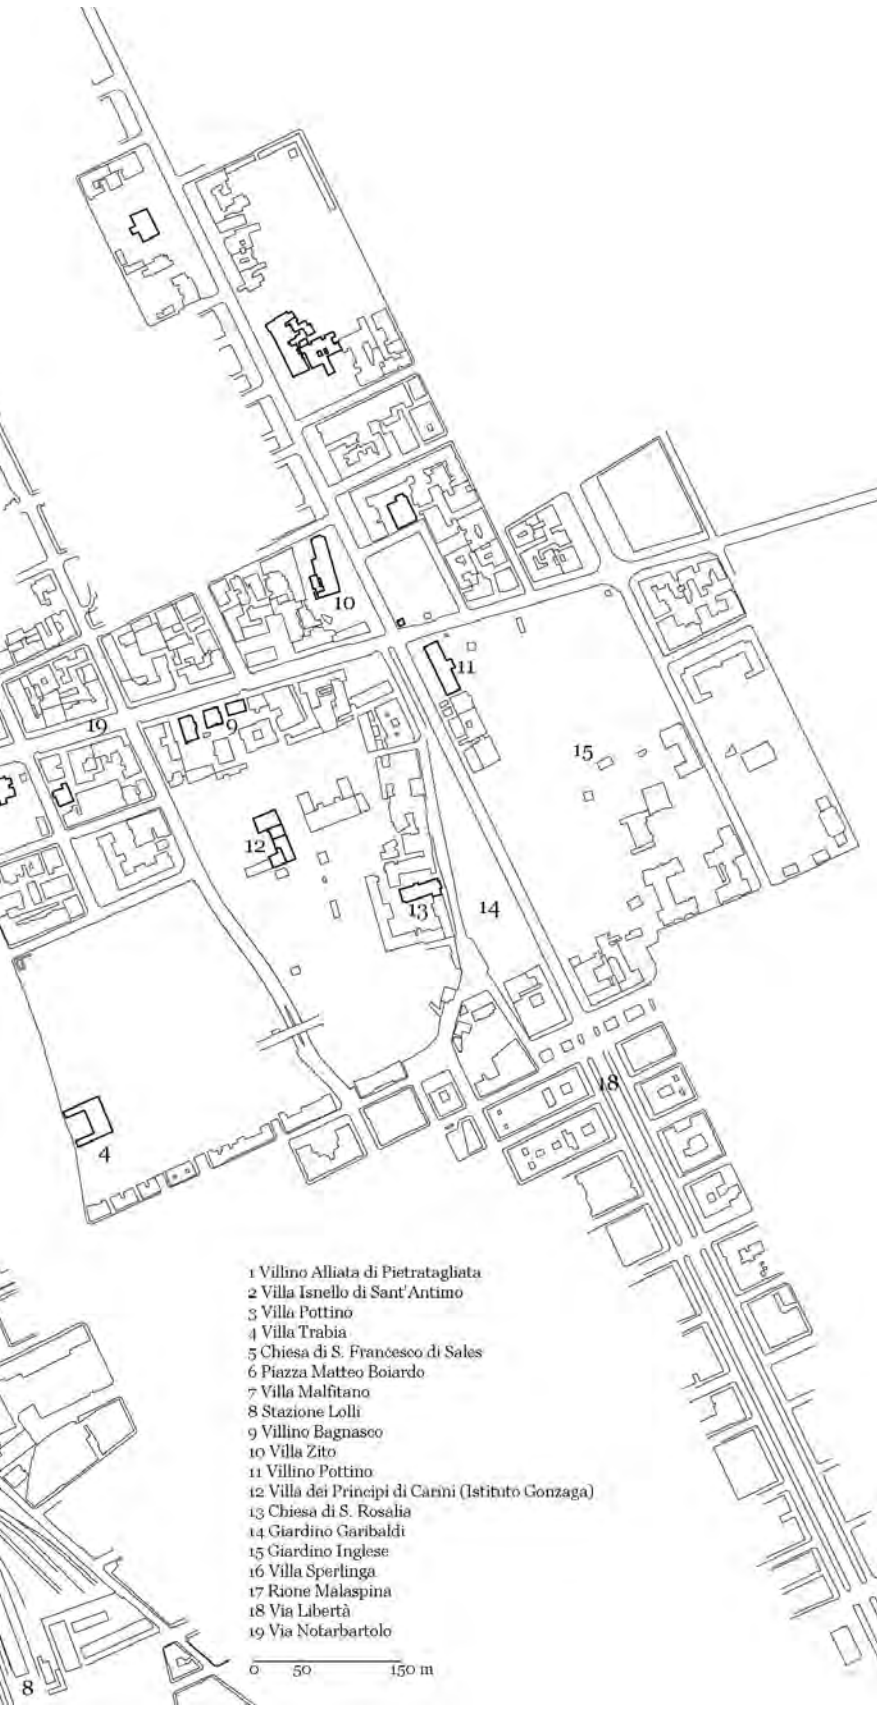 10
11
9
19
15
12
13
14
18
4
1 Villino Alliata di Pietratagliata
2 Villa Isnello di Sant'Antimo
3 Villa Pottino
4 Villa Trabia
5 Chiesa di S. Francesco di Sales
6 Piazza Matteo Boiardo
7 Villa Malfitano
8 Stazione Lolli
9 Villino Bagnasco
10 Villa Zito
11 Villino Pottino
12 Villa dei Principi di Carini (Istituto Gonzaga)
13 Chiesa di S. Rosalia
14 Giardino Garibaldi
15 Giardino Inglese
16 Villa Sperlinga
17 Rione Malaspina
18 Via Libertà
19 Via Notarbartolo
0 50 150 m
8